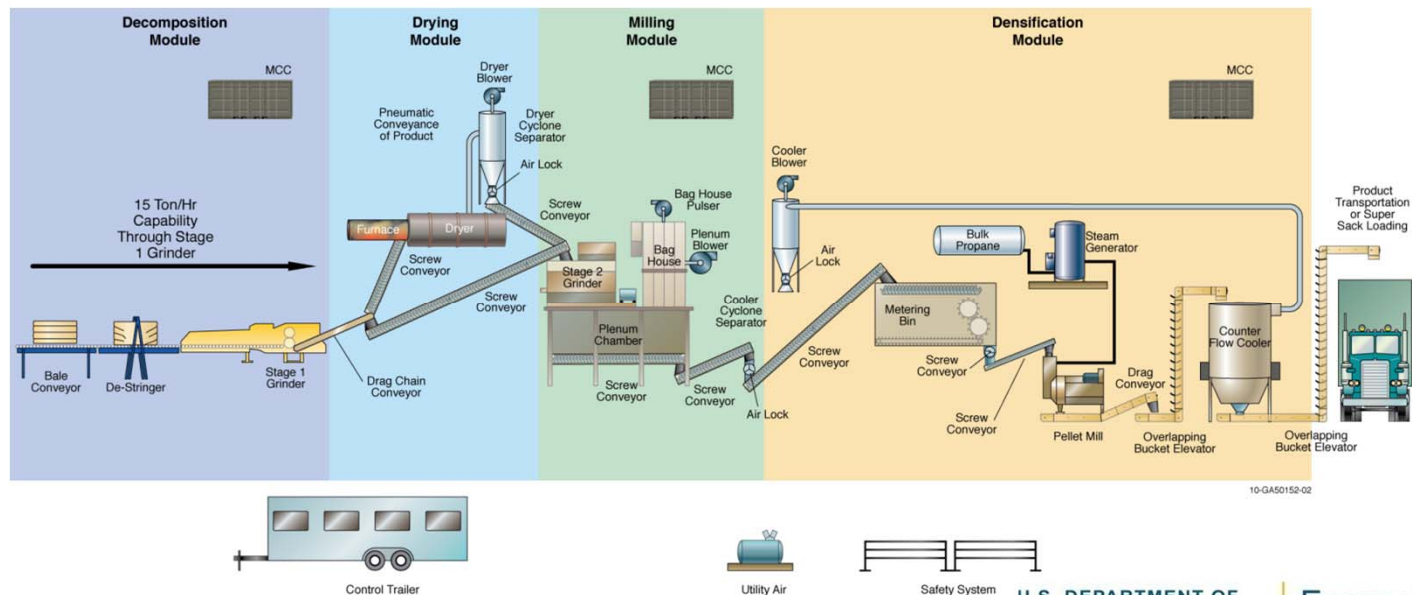 Decomposition
Module
Drying
Module
Milling
Module
Densification
Module
MCC
MCC
MCC
Dryer
Blower
Pneumatic
Conveyance
of Product
Dryer
Cyclone
Separator
Air Lock
15 Ton/Hr
Capability
Through Stage
1 Grinder
Furnace
Dryer
Screw
Conveyor
Screw
Conveyor
Screw
Conveyor
Bale
Conveyor
De-Stringer
Stage 1
Grinder
Drag Chain
Conveyor
Bag House
Pulser
Bag
House
Plenum
Blower
Stage 2
Grinder
Plenum
Chamber
Screw
Conveyor
Screw
Conveyor
Cooler
Cyclone
Separator
Air Lock
Cooler
Blower
Air
Lock
Screw
Conveyor
Bulk
Propane
Steam
Generator
Metering
Bin
Screw
Conveyor
Screw
Conveyor
Pellet Mill
Drag
Conveyor
Overlapping
Bucket Elevator
Counter
Flow Cooler
Overlapping
Bucket Elevator
Product
Transportation
or Super
Sack Loading
10-GA50152-02
Control Trailer
Utility Air
Safety System